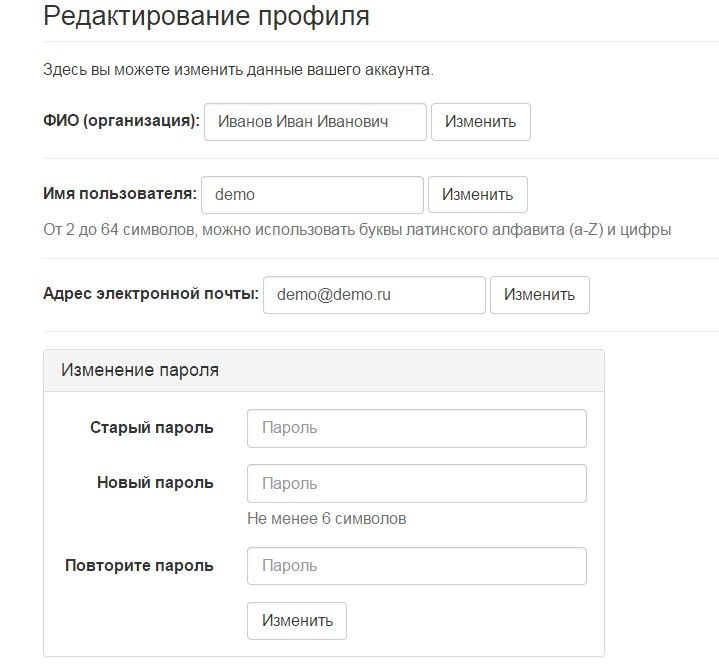 Редактирование профиля
Здесь вы можете изменить данные вашего аккаунта.
ФИО (организация): Иванов Иван Иванович Изменить
Имя пользователя: demo Изменить
От 2 до 64 символов, можно использовать буквы латинского алфавита (a-Z) и цифры
Адрес электронной почты: demo@demo.ru Изменить
Изменение пароля
Старый пароль Пароль
Новый пароль Пароль
Не менее 6 символов
Повторите пароль Пароль
Изменить